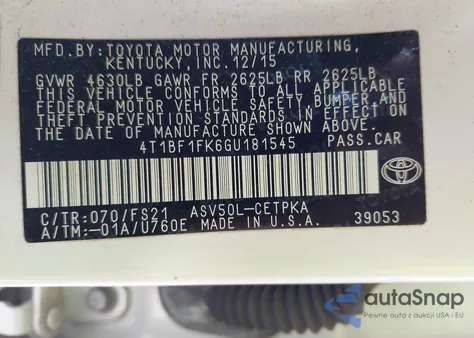 MFD.BY:TOYOTA MOTOR MANUFACTURING,
KENTUCKY, INC.12/15
GVWR 4630LB GAWR FR 2625LB RR 2625LB
THIS VEHICLE CONFORMS TO ALL APPLICABLE
FEDERAL MOTOR VEHICLE SAFETY, BUMPER, AND
THEFT PREVENTION STANDARDS IN EFFECT ON
THE DATE OF MANUFACTURE SHOWN ABOVE.
4T1BF1FK6GU181545 PASS.CAR
C/TR:070/FS21 ASV50L-CETPKA
A/TM:-01A/U760E MADE IN U.S.A. 39053
TOYOTA
autoSnap
Pewne auta z aukcji USA i EU